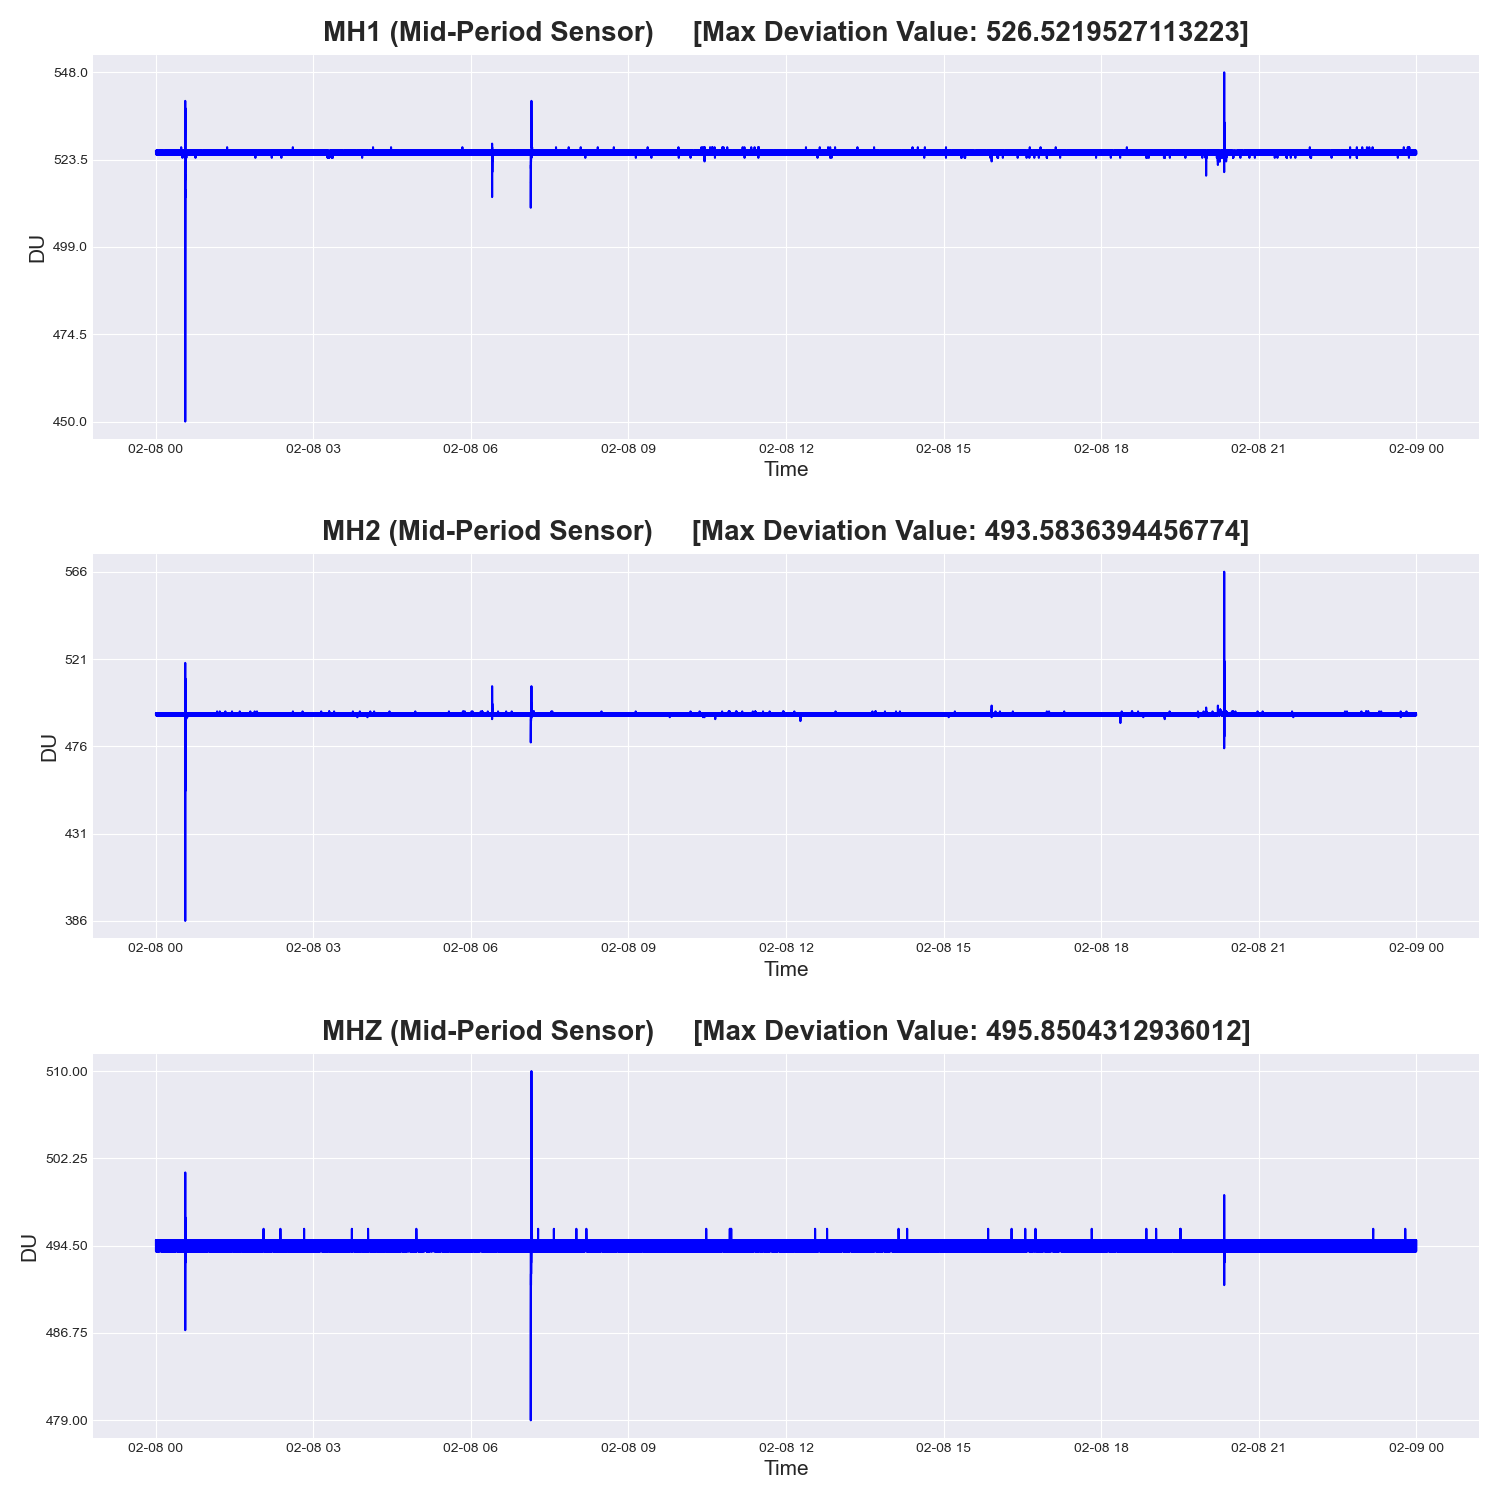 MH1 (Mid-Period Sensor) [Max Deviation Value: 526.5219527113223]
548.0
523.5
499.0
474.5
450.0
DU
02-08 00 02-08 03 02-08 06 02-08 09 02-08 12 02-08 15 02-08 18 02-08 21 02-09 00
Time
MH2 (Mid-Period Sensor) [Max Deviation Value: 493.5836394456774]
566
521
476
431
386
DU
02-08 00 02-08 03 02-08 06 02-08 09 02-08 12 02-08 15 02-08 18 02-08 21 02-09 00
Time
MHZ (Mid-Period Sensor) [Max Deviation Value: 495.8504312936012]
510.00
502.25
494.50
486.75
479.00
DU
02-08 00 02-08 03 02-08 06 02-08 09 02-08 12 02-08 15 02-08 18 02-08 21 02-09 00
Time